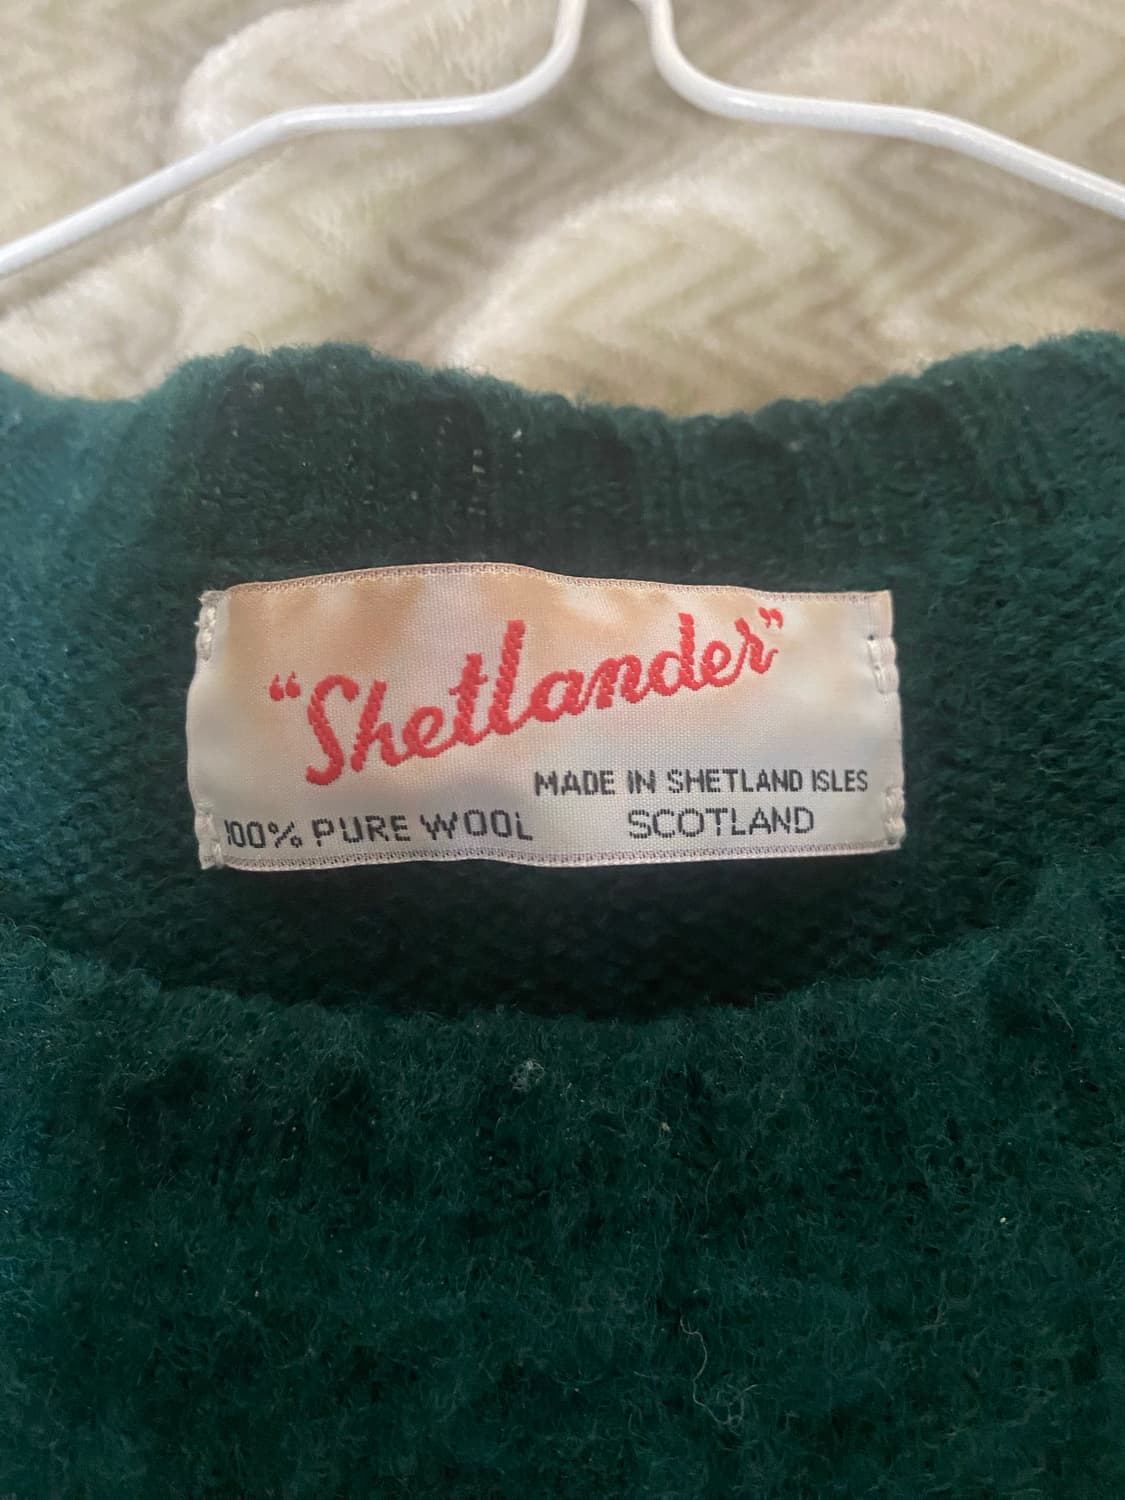 “Shetlander”
MADE IN SHETLAND ISLES
100% PURE WOOL SCOTLAND